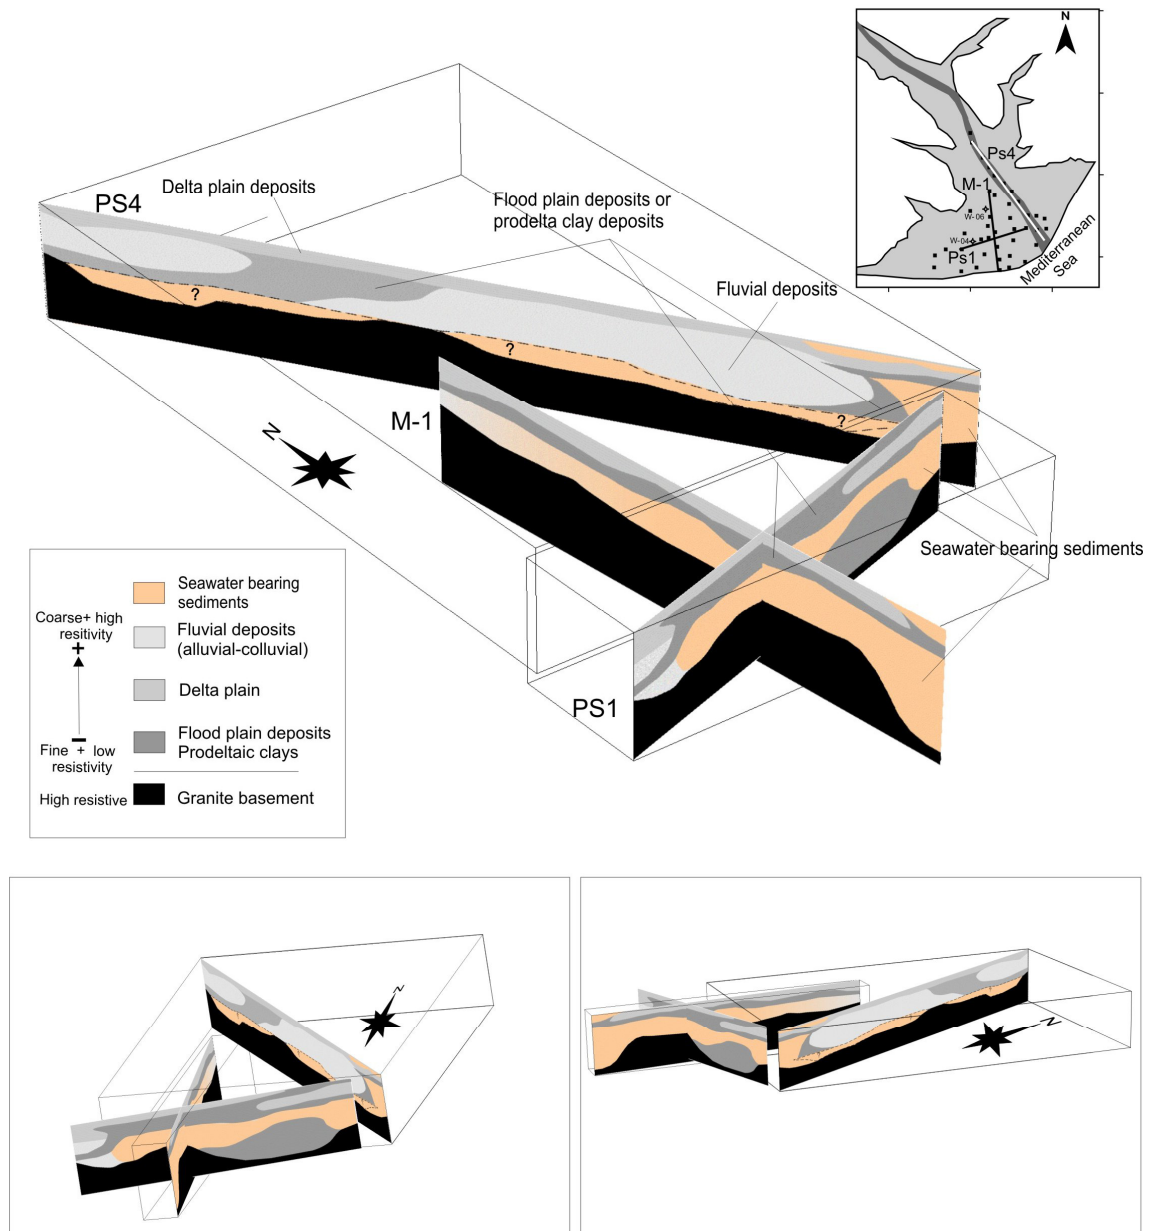 N
Ps4
M-1
W-06
W-04
Ps1
Mediterranean
Sea
PS4
Delta plain deposits
Flood plain deposits or
prodelta clay deposits
Fluvial deposits
?
?
?
M-1
N
Seawater bearing sediments
PS1
Seawater bearing
sediments
Coarse+ high
resitivity
+
Fluvial deposits
(alluvial-colluvial)
Delta plain
Flood plain deposits
Prodeltaic clays
Fine + low
resistivity
High resistive
Granite basement
N
N